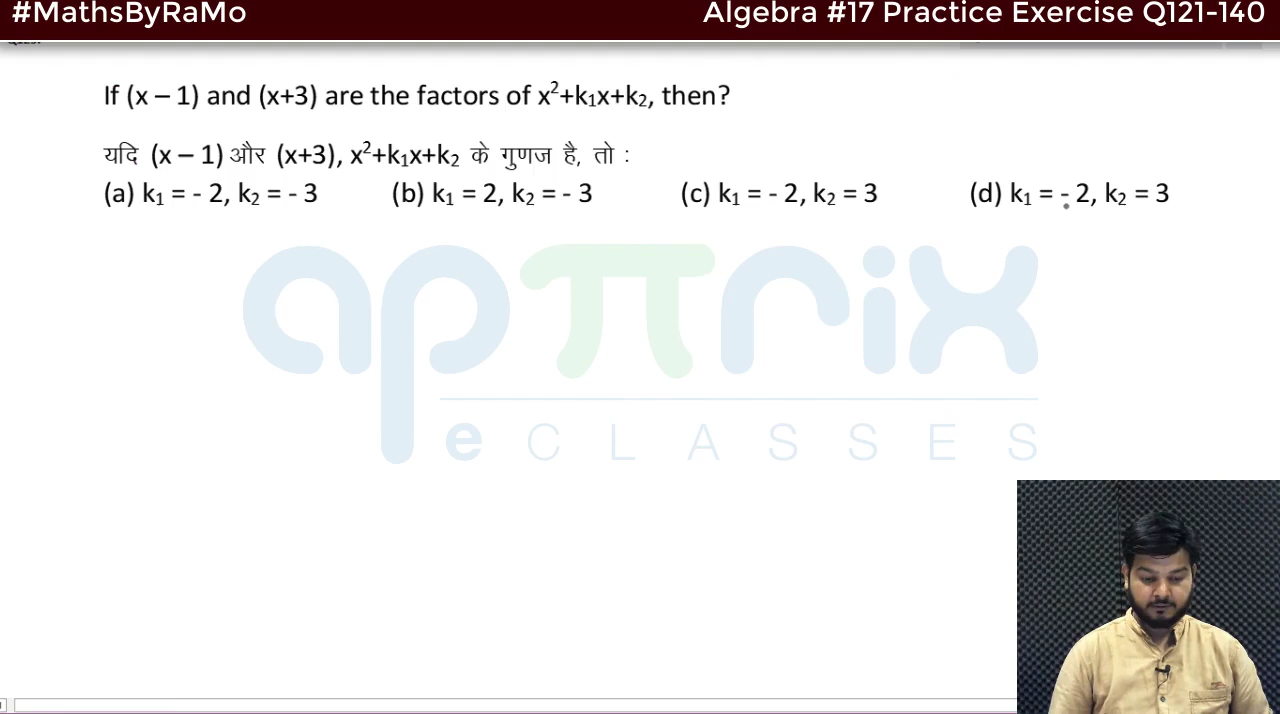 #MathsByRaMo
Algebra #17 Practice Exercise Q121-140
If (x – 1) and (x+3) are the factors of x²+k₁x+k₂, then?
यदि (x – 1) और (x+3), x²+k₁x+k₂ के गुणज है, तो :
(a) k₁ = - 2, k₂ = - 3 (b) k₁ = 2, k₂ = - 3 (c) k₁ = - 2, k₂ = 3 (d) k₁ = - 2, k₂ = 3
apπrix
eCLASSES